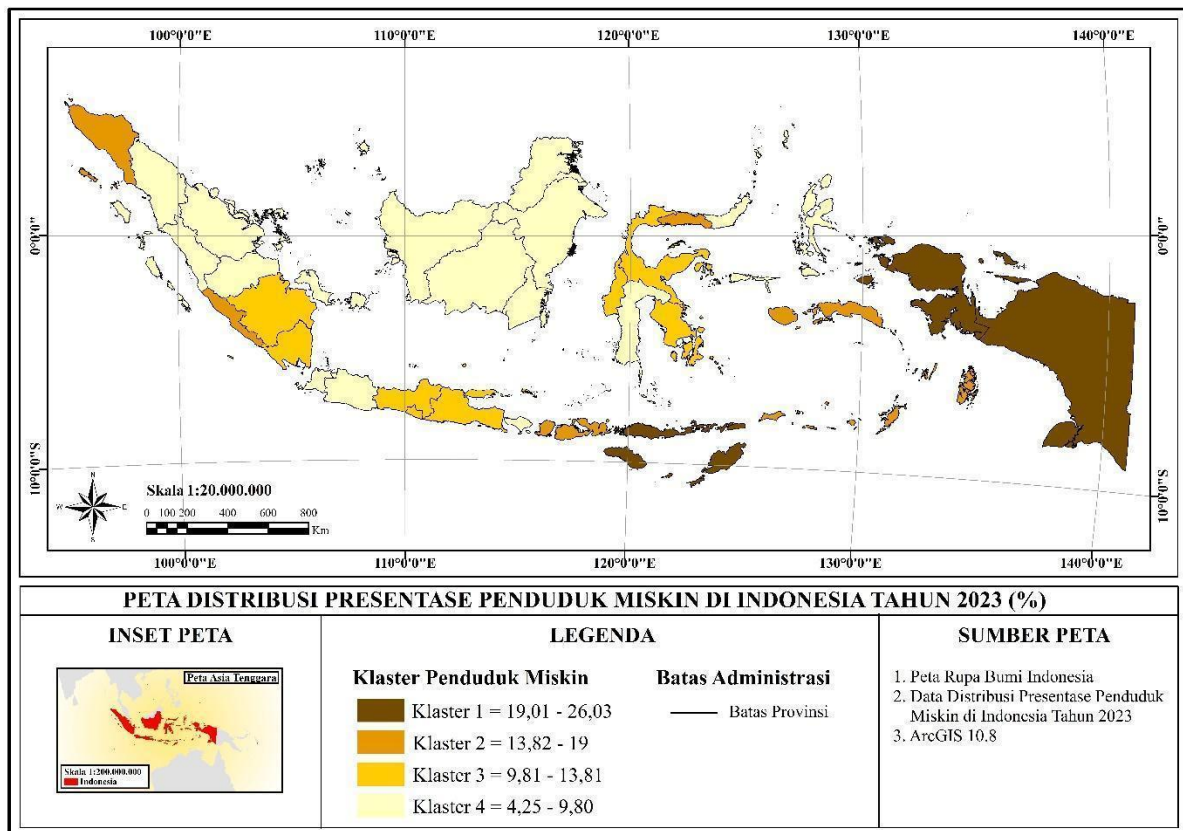 100°0'0"E 110°0'0"E 120°0'0"E 130°0'0"E 140°0'0"E
0°0'0" 0°0'0"
10°0'0"S 10°0'0"S
N
W E
S
Skala 1:20.000.000
0 100 200 400 600 800
Km
100°0'0"E 110°0'0"E 120°0'0"E 130°0'0"E 140°0'0"E
PETA DISTRIBUSI PRESENTASE PENDUDUK MISKIN DI INDONESIA TAHUN 2023 (%)
INSET PETA
Peta Asia Tenggara
Skala 1:200.000.000
Indonesia
LEGENDA
Klaster Penduduk Miskin
Klaster 1 = 19,01 - 26,03
Klaster 2 = 13,82 - 19
Klaster 3 = 9,81 - 13,81
Klaster 4 = 4,25 - 9,80
Batas Administrasi
Batas Provinsi
SUMBER PETA
1. Peta Rupa Bumi Indonesia
2. Data Distribusi Presentase Penduduk
Miskin di Indonesia Tahun 2023
3. ArcGIS 10.8